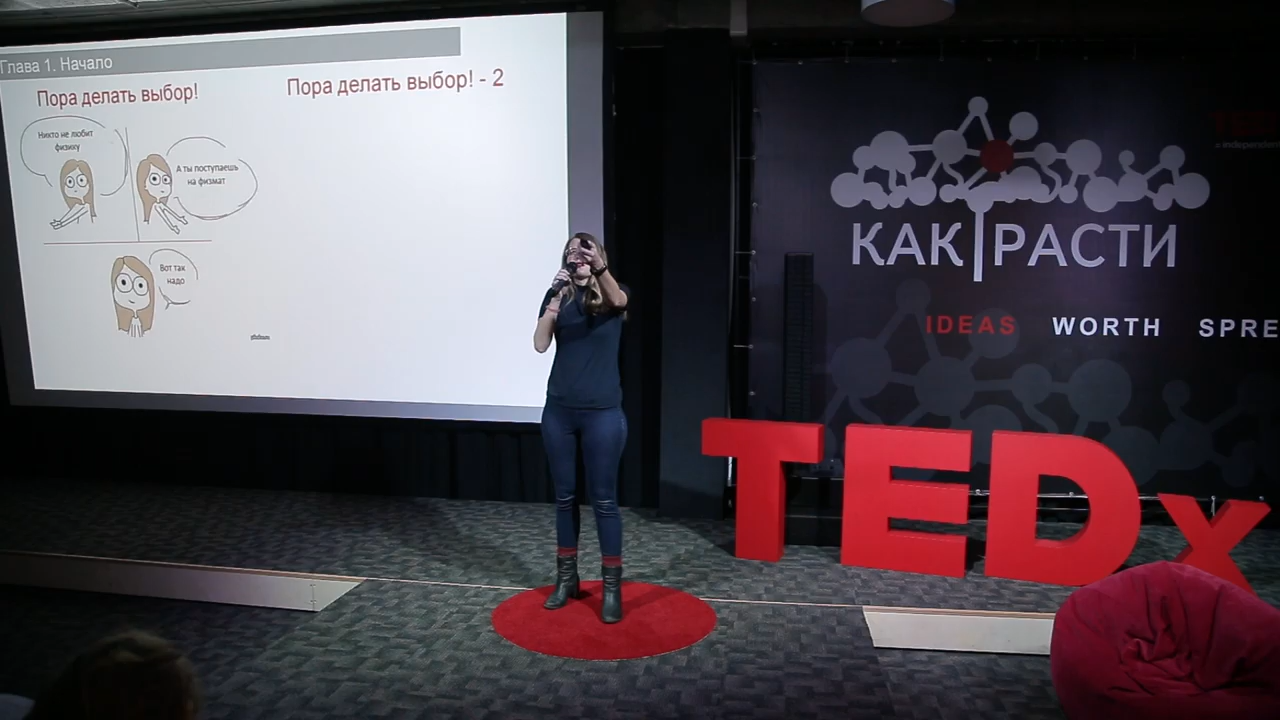 Глава 1. Начало
Пора делать выбор!
Пора делать выбор! - 2
Никто не любит
физику
А ты поступаешь
на физмат
Вот так
надо
КАК РАСТИ
IDEAS WORTH SPRE
TEDx